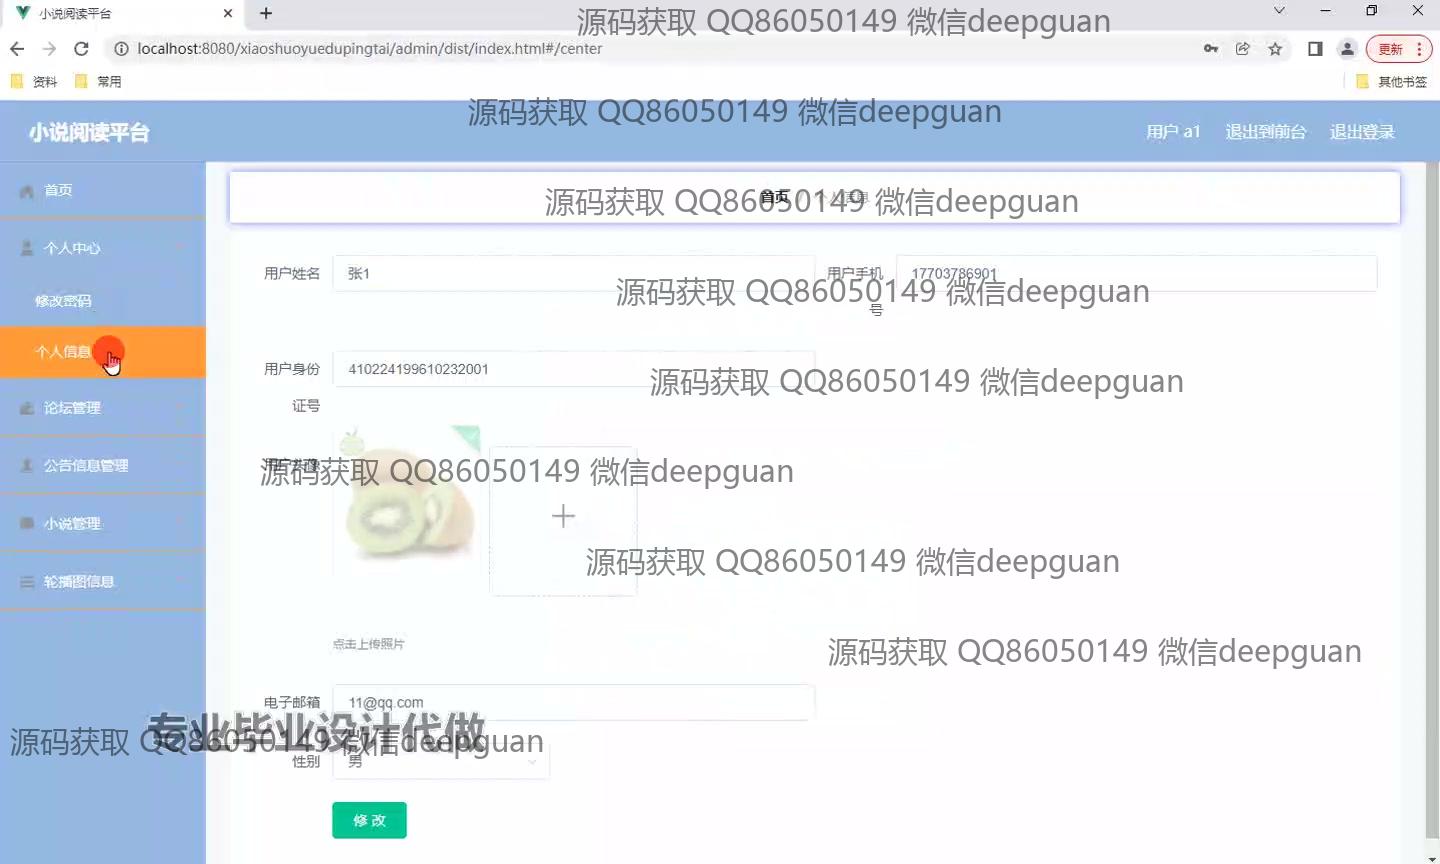 小说阅读平台
源码获取 QQ86050149 微信deepguan
localhost:8080/xiaoshuoyuedupingtai/admin/dist/index.html#/center
更新
资料
常用
其他书签
源码获取 QQ86050149 微信deepguan
小说阅读平台
用户 a1
退出到前台
退出登录
首页
首页
个人信息
源码获取 QQ86050149 微信deepguan
个人中心
用户姓名
张1
用户手机号
17703786901
源码获取 QQ86050149 微信deepguan
修改密码
个人信息
用户身份证号
410224199610232001
源码获取 QQ86050149 微信deepguan
论坛管理
公告信息管理
用户头像
源码获取 QQ86050149 微信deepguan
小说管理
源码获取 QQ86050149 微信deepguan
轮播图信息
点击上传照片
源码获取 QQ86050149 微信deepguan
电子邮箱
11@qq.com
专业毕业设计代做
源码获取 QQ86050149 微信deepguan
性别
男
修改